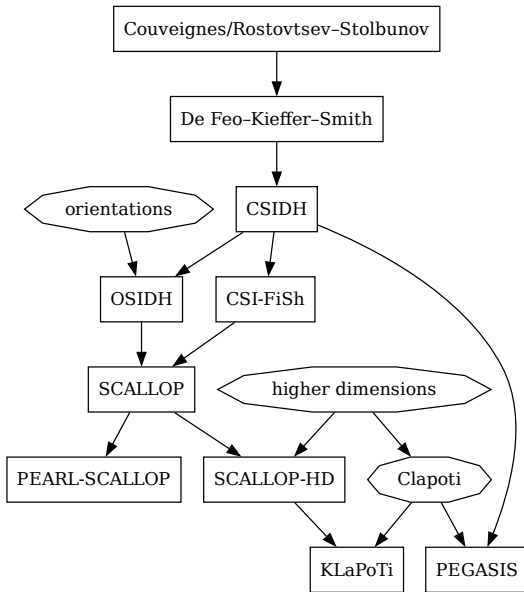 Couveignes/Rostovtsev–Stolbunov
De Feo–Kieffer–Smith
orientations
CSIDH
OSIDH
CSI-FiSh
SCALLOP
higher dimensions
PEARL-SCALLOP
SCALLOP-HD
Clapoti
KLaPoTi
PEGASIS